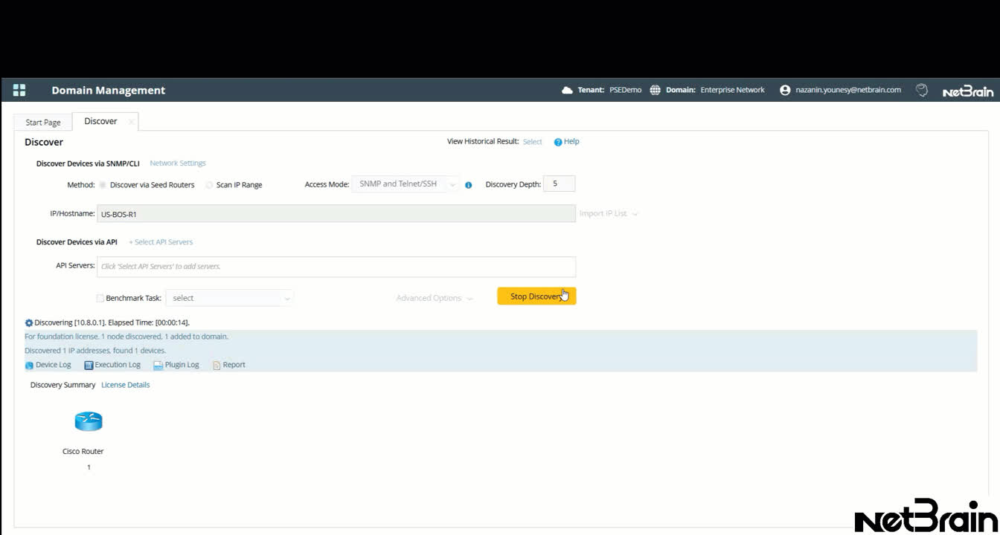 Domain Management Tenant: PSEDemo Domain: Enterprise Network nazanin.younesy@netbrain.com NetBrain
Start Page Discover
Discover View Historical Result: Select Help
Discover Devices via SNMP/CLI Network Settings
Method: Discover via Seed Routers Scan IP Range Access Mode: SNMP and Telnet/SSH Discovery Depth: 5
IP/Hostname: US-BOS-R1 Import IP List
Discover Devices via API + Select API Servers
API Servers: Click 'Select API Servers' to add servers.
Benchmark Task: select Advanced Options Stop Discovery
Discovering [10.8.0.1]. Elapsed Time: [00:00:14].
For foundation license. 1 node discovered, 1 added to domain.
Discovered 1 IP addresses, found 1 devices.
Device Log Execution Log Plugin Log Report
Discovery Summary License Details
Cisco Router
1
NetBrain